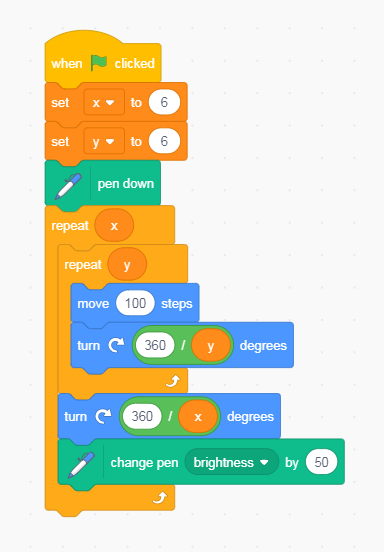 when clicked
set x to 6
set y to 6
pen down
repeat x
repeat y
move 100 steps
turn 360 / y degrees
turn 360 / x degrees
change pen brightness by 50